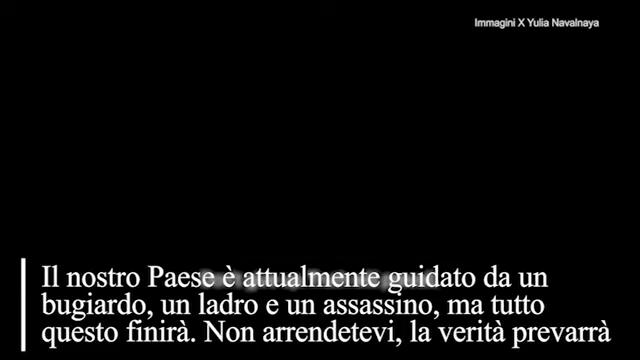 Immagini X Yulia Navalnaya
Il nostro Paese è attualmente guidato da un
bugiardo, un ladro e un assassino, ma tutto
questo finirà. Non arrendetevi, la verità prevarrà